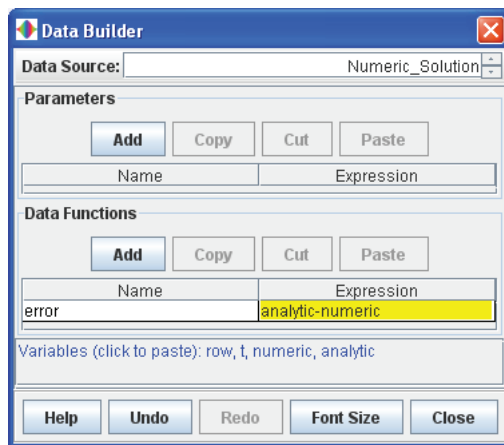 Data Builder
Data Source: Numeric_Solution
Parameters
Add Copy Cut Paste
Name Expression
Data Functions
Add Copy Cut Paste
Name Expression
error analytic-numeric
Variables (click to paste): row, t, numeric, analytic
Help Undo Redo Font Size Close